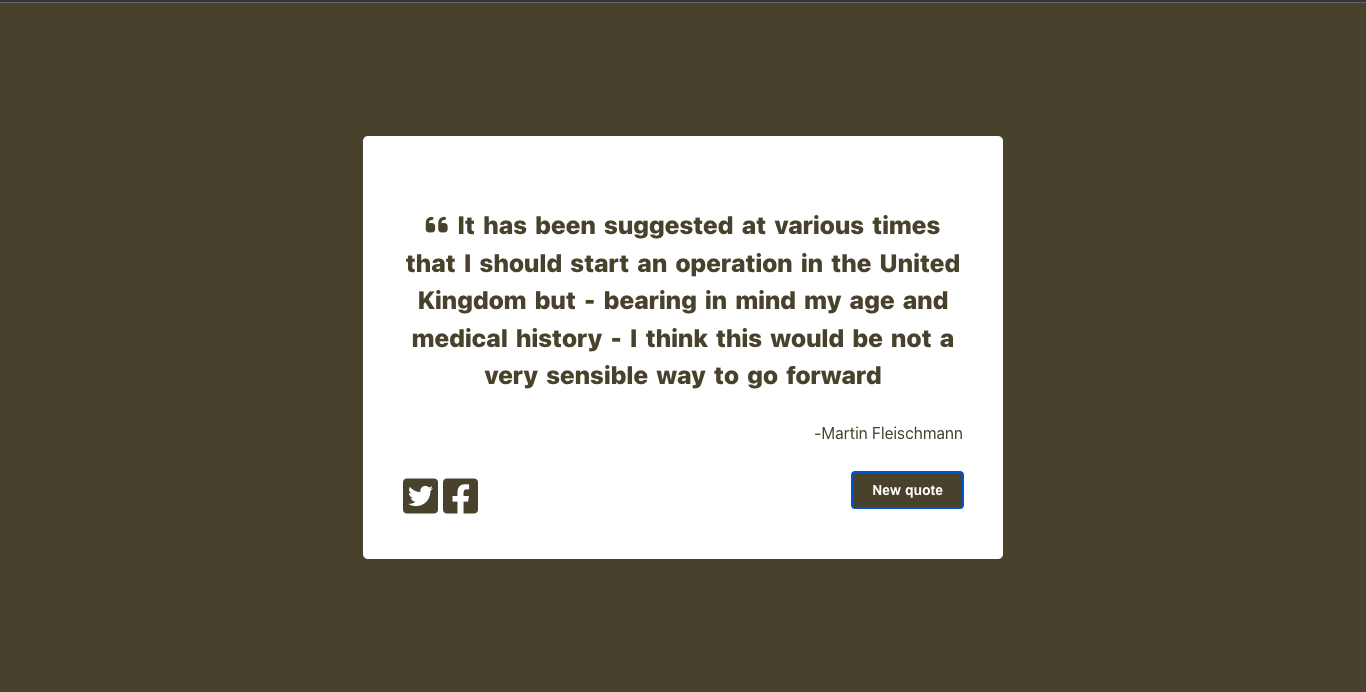 “ It has been suggested at various times
that I should start an operation in the United
Kingdom but - bearing in mind my age and
medical history - I think this would be not a
very sensible way to go forward
-Martin Fleischmann
New quote